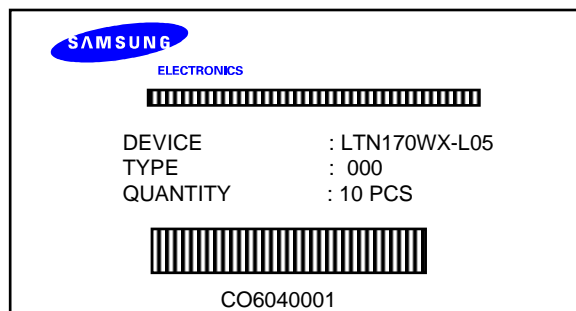 SAMSUNG
ELECTRONICS
DEVICE : LTN170WX-L05
TYPE : 000
QUANTITY : 10 PCS
CO6040001